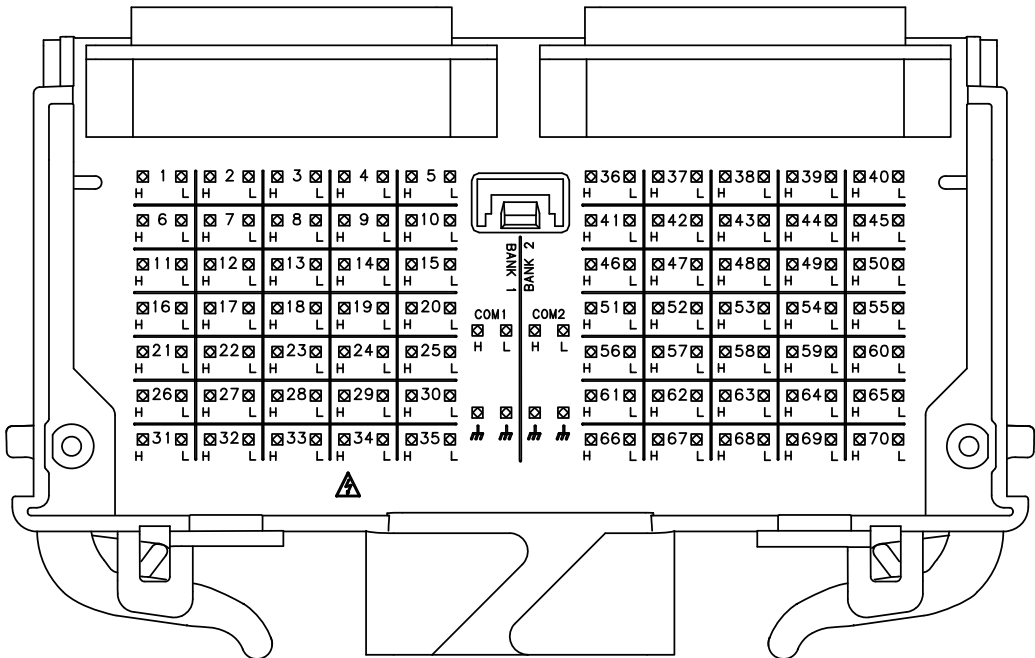 1 2 3 4 5
H L H L H L H L H L
6 7 8 9 10
H L H L H L H L H L
11 12 13 14 15
H L H L H L H L H L
16 17 18 19 20
H L H L H L H L H L
21 22 23 24 25
H L H L H L H L H L
26 27 28 29 30
H L H L H L H L H L
31 32 33 34 35
H L H L H L H L H L
BANK 1
BANK 2
COM1 COM2
H L H L
36 37 38 39 40
H L H L H L H L H L
41 42 43 44 45
H L H L H L H L H L
46 47 48 49 50
H L H L H L H L H L
51 52 53 54 55
H L H L H L H L H L
56 57 58 59 60
H L H L H L H L H L
61 62 63 64 65
H L H L H L H L H L
66 67 68 69 70
H L H L H L H L H L